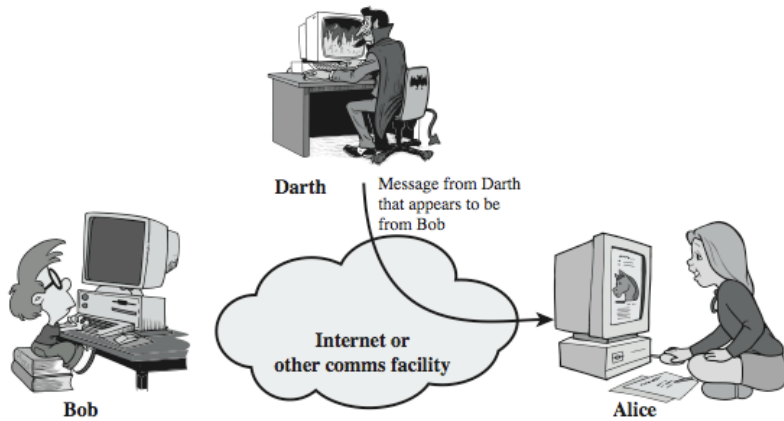 Darth
Message from Darth
that appears to be
from Bob
Internet or
other comms facility
Bob
Alice